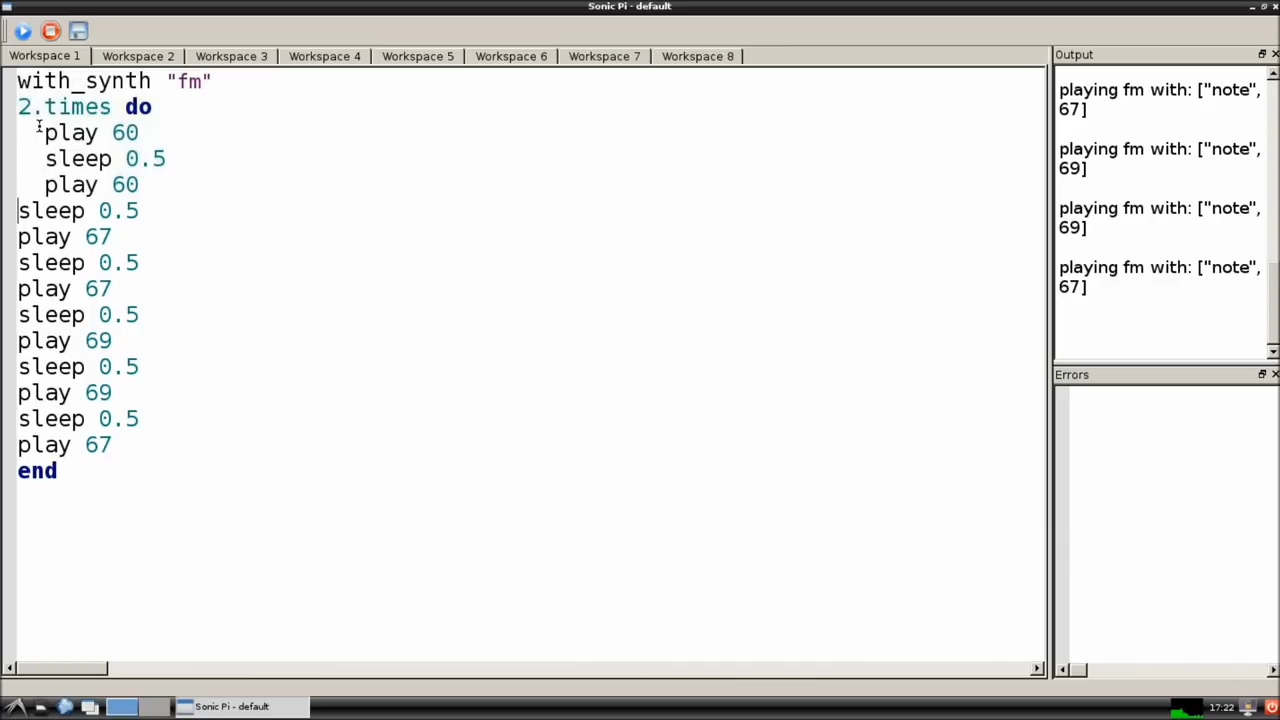 Sonic Pi - default
Workspace 1 Workspace 2 Workspace 3 Workspace 4 Workspace 5 Workspace 6 Workspace 7 Workspace 8
with_synth "fm"
2.times do
  play 60
  sleep 0.5
  play 60
sleep 0.5
play 67
sleep 0.5
play 67
sleep 0.5
play 69
sleep 0.5
play 69
sleep 0.5
play 67
end
Output
playing fm with: ["note",
67]
playing fm with: ["note",
69]
playing fm with: ["note",
69]
playing fm with: ["note",
67]
Errors
Sonic Pi - default
17:22